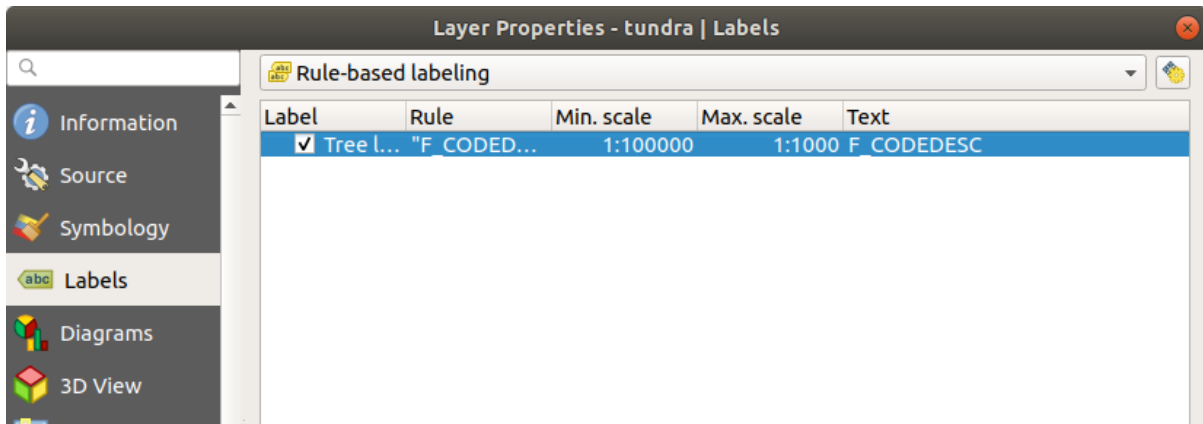 Layer Properties - tundra | Labels
Rule-based labeling
Information
Source
Symbology
abc Labels
Diagrams
3D View
Label Rule Min. scale Max. scale Text
Tree l... "F_CODED... 1:100000 1:1000 F_CODEDESC